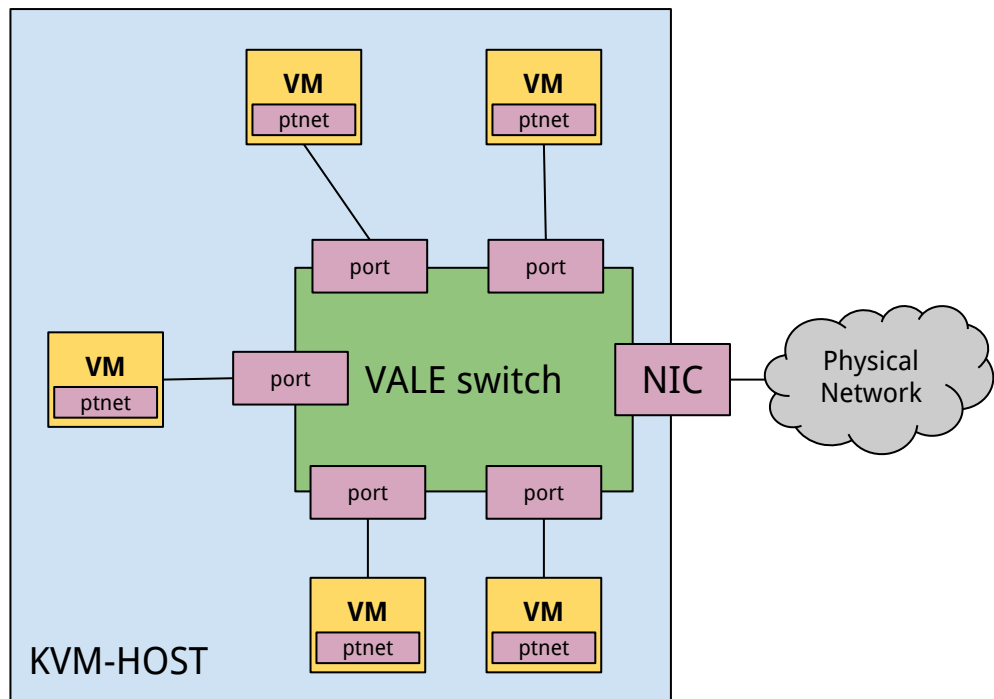 VM
ptnet
VM
ptnet
port
port
VM
ptnet
port
VALE switch
NIC
Physical
Network
port
port
VM
ptnet
VM
ptnet
KVM-HOST